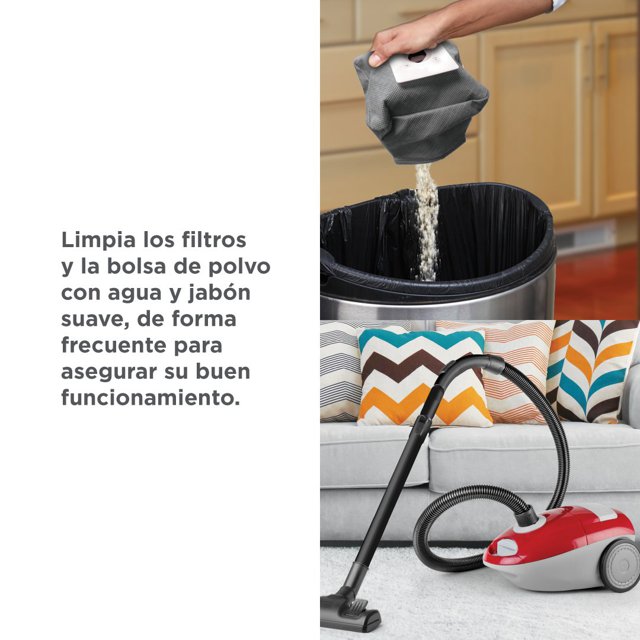 Limpia los filtros
y la bolsa de polvo
con agua y jabón
suave, de forma
frecuente para
asegurar su buen
funcionamiento.